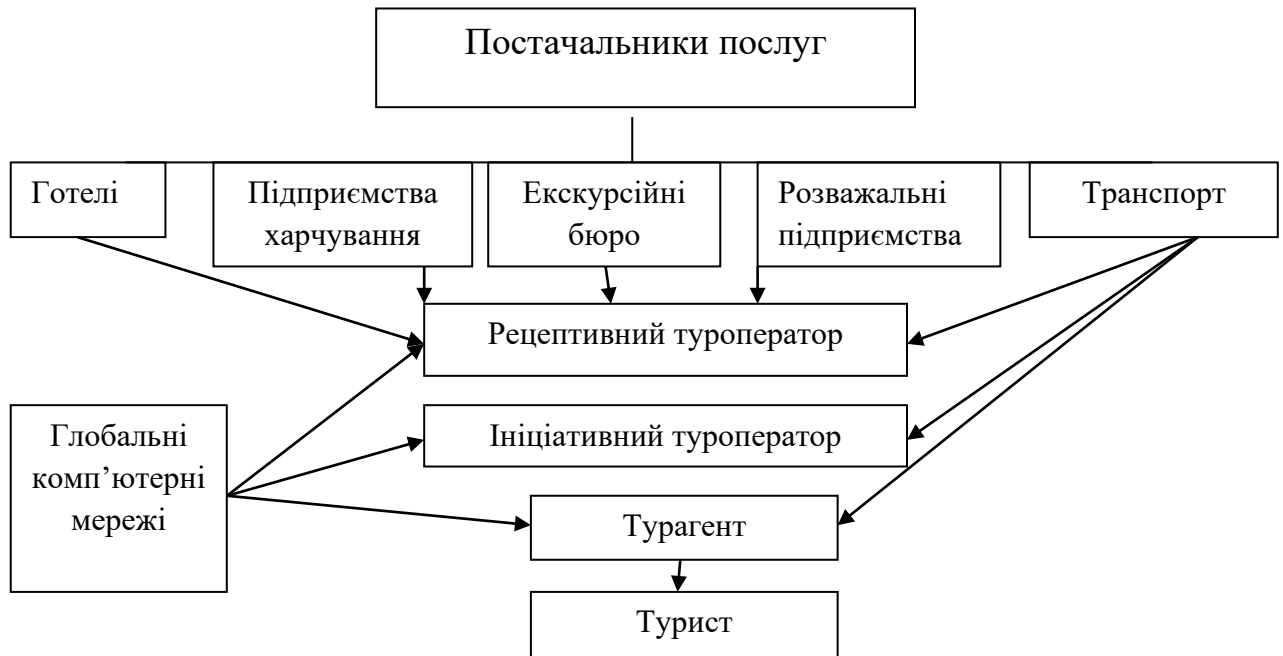 Постачальники послуг
Готелі
Підприємства
харчування
Екскурсійні
бюро
Розважальні
підприємства
Транспорт
Рецептивний туроператор
Глобальні
комп’ютерні
мережі
Ініціативний туроператор
Турагент
Турист